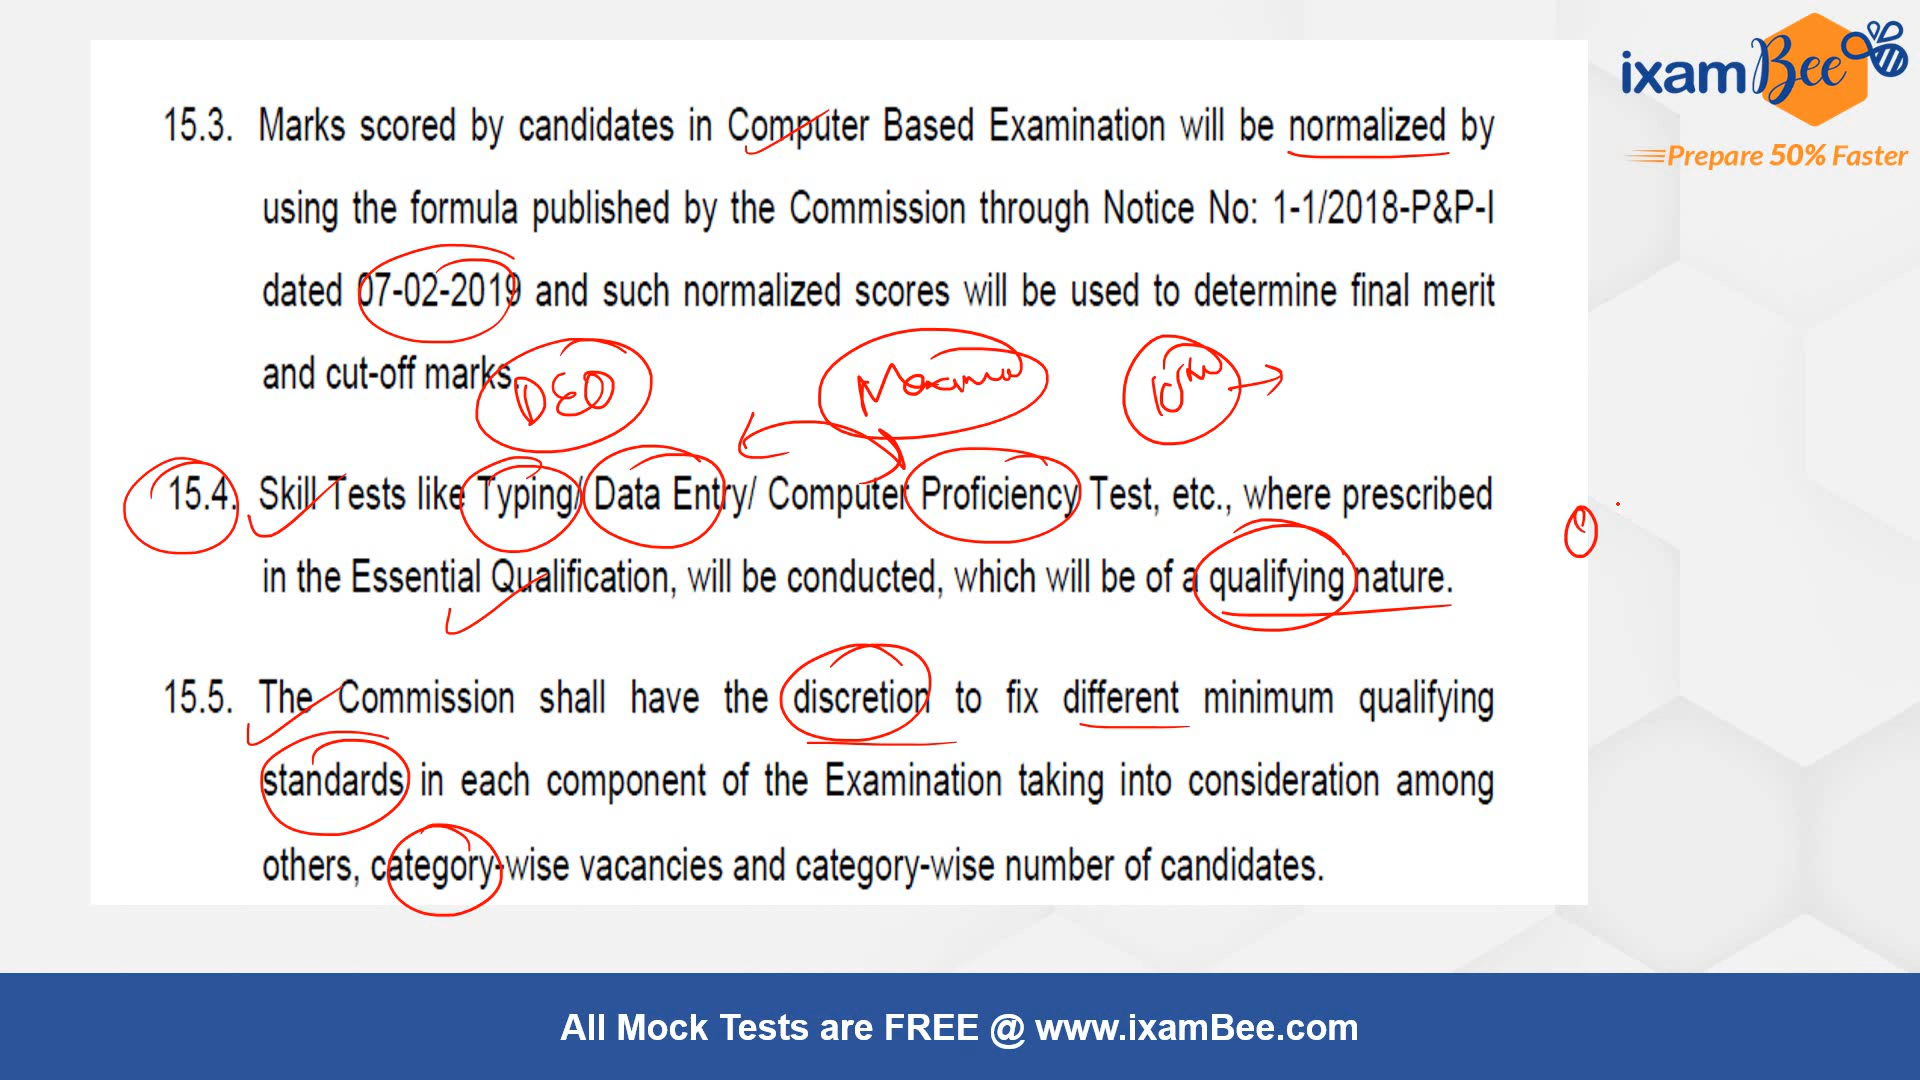 ixamBee
Prepare 50% Faster
15.3. Marks scored by candidates in Computer Based Examination will be normalized by
using the formula published by the Commission through Notice No: 1-1/2018-P&P-I
dated 07-02-2019 and such normalized scores will be used to determine final merit
and cut-off marks.
DEO
10th
15.4. Skill Tests like Typing/ Data Entry/ Computer Proficiency Test, etc., where prescribed
in the Essential Qualification, will be conducted, which will be of a qualifying nature.
15.5. The Commission shall have the discretion to fix different minimum qualifying
standards in each component of the Examination taking into consideration among
others, category-wise vacancies and category-wise number of candidates.
All Mock Tests are FREE @ www.ixamBee.com